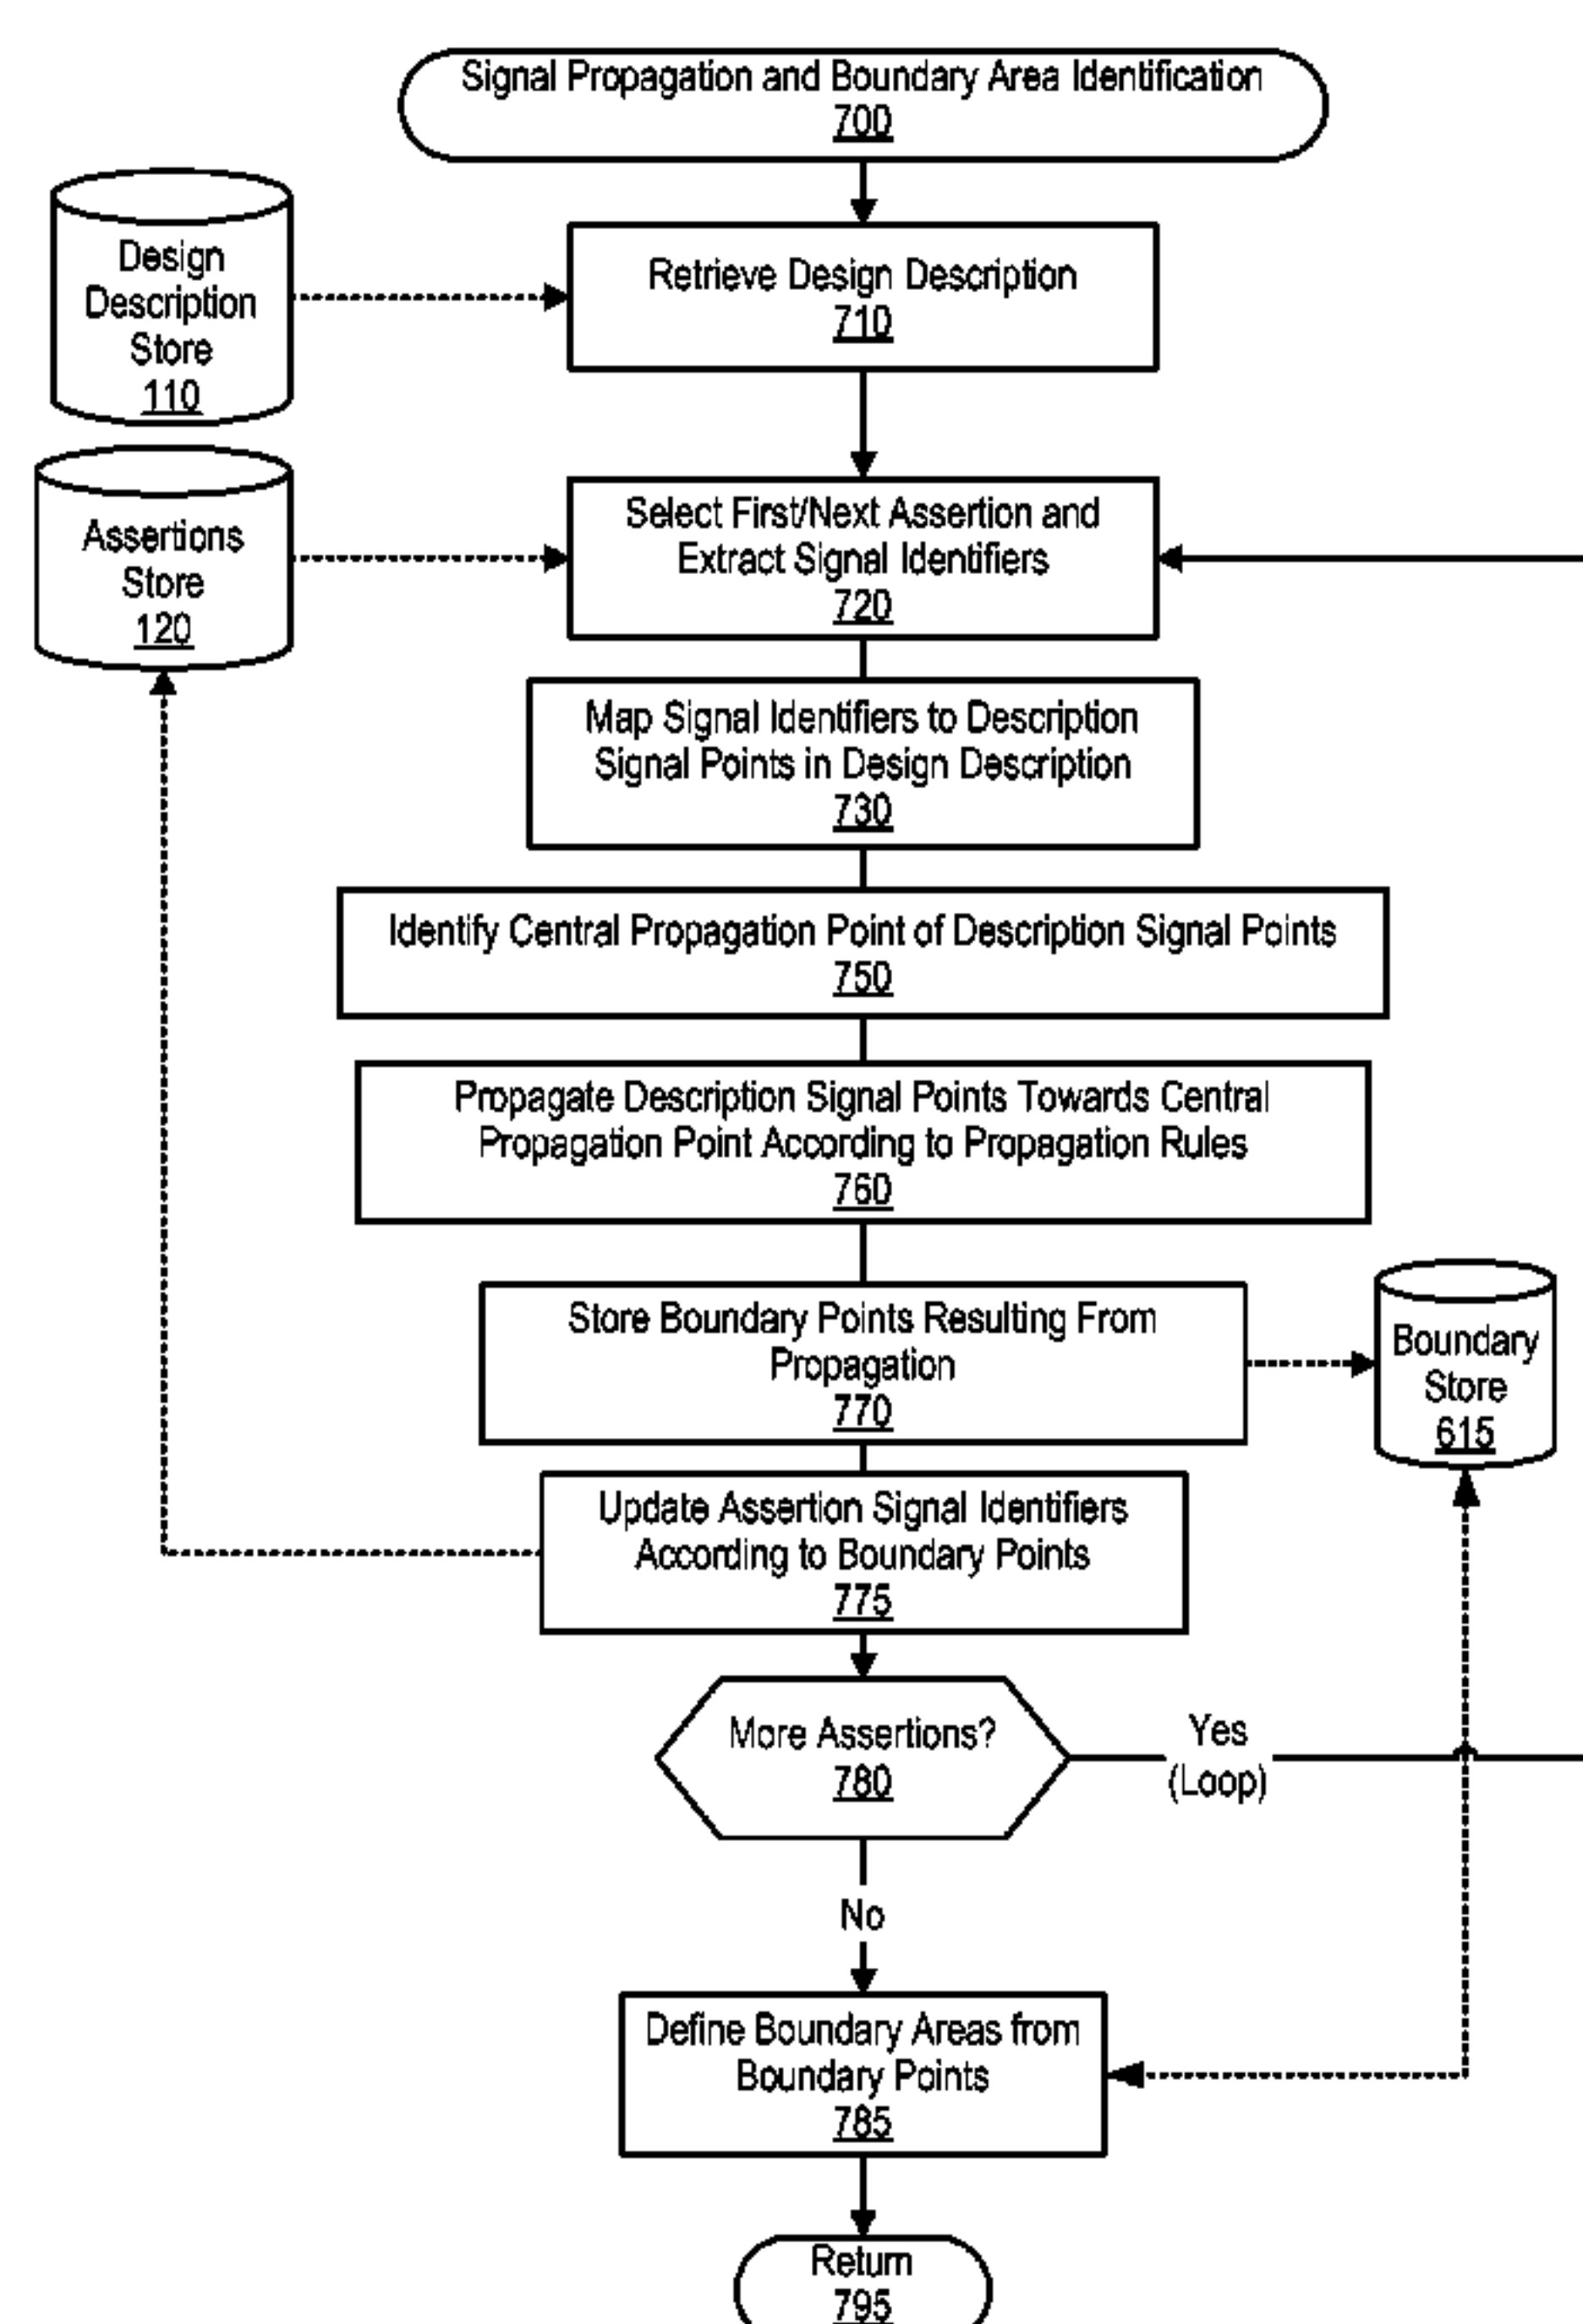 Signal Propagation and Boundary Area Identification
700
Design
Description
Store
110
Retrieve Design Description
710
Assertions
Store
120
Select First/Next Assertion and
Extract Signal Identifiers
720
Map Signal Identifiers to Description
Signal Points in Design Description
730
Identify Central Propagation Point of Description Signal Points
750
Propagate Description Signal Points Towards Central
Propagation Point According to Propagation Rules
760
Store Boundary Points Resulting From
Propagation
770
Boundary
Store
615
Update Assertion Signal Identifiers
According to Boundary Points
775
More Assertions?
780
Yes
(Loop)
No
Define Boundary Areas from
Boundary Points
785
Return
795